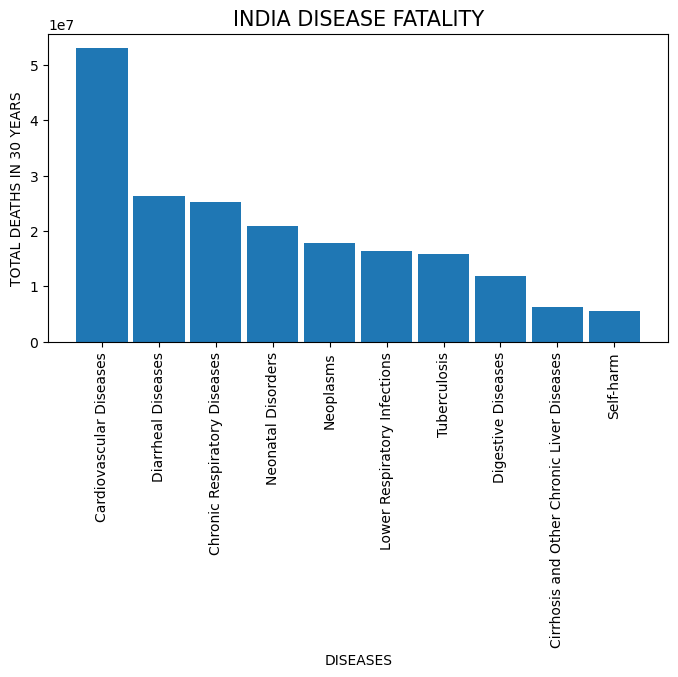 INDIA DISEASE FATALITY
1e7
TOTAL DEATHS IN 30 YEARS
5
4
3
2
1
0
Cardiovascular Diseases
Diarrheal Diseases
Chronic Respiratory Diseases
Neonatal Disorders
Neoplasms
Lower Respiratory Infections
Tuberculosis
Digestive Diseases
Cirrhosis and Other Chronic Liver Diseases
Self-harm
DISEASES